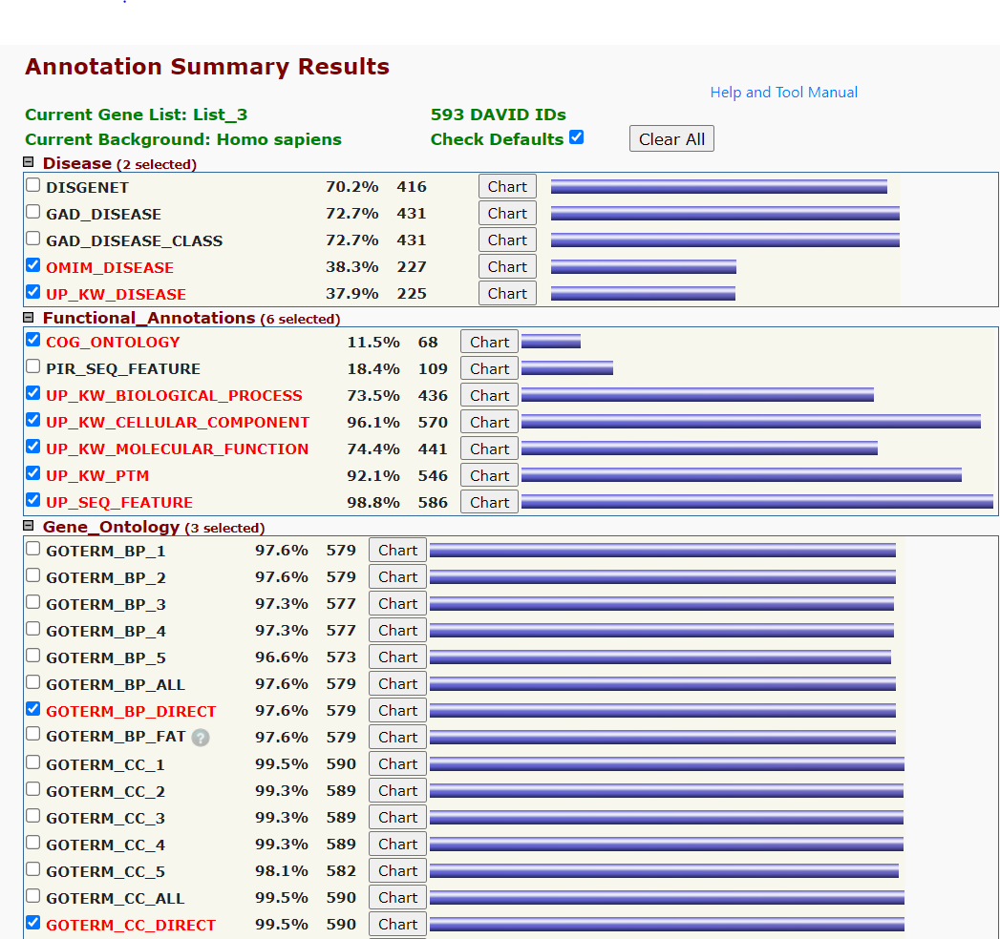 Annotation Summary Results
Help and Tool Manual
Current Gene List: List_3 593 DAVID IDs
Current Background: Homo sapiens Check Defaults Clear All
Disease (2 selected)
DISGENET 70.2% 416 Chart
GAD_DISEASE 72.7% 431 Chart
GAD_DISEASE_CLASS 72.7% 431 Chart
OMIM_DISEASE 38.3% 227 Chart
UP_KW_DISEASE 37.9% 225 Chart
Functional_Annotations (6 selected)
COG_ONTOLOGY 11.5% 68 Chart
PIR_SEQ_FEATURE 18.4% 109 Chart
UP_KW_BIOLOGICAL_PROCESS 73.5% 436 Chart
UP_KW_CELLULAR_COMPONENT 96.1% 570 Chart
UP_KW_MOLECULAR_FUNCTION 74.4% 441 Chart
UP_KW_PTM 92.1% 546 Chart
UP_SEQ_FEATURE 98.8% 586 Chart
Gene_Ontology (3 selected)
GOTERM_BP_1 97.6% 579 Chart
GOTERM_BP_2 97.6% 579 Chart
GOTERM_BP_3 97.3% 577 Chart
GOTERM_BP_4 97.3% 577 Chart
GOTERM_BP_5 96.6% 573 Chart
GOTERM_BP_ALL 97.6% 579 Chart
GOTERM_BP_DIRECT 97.6% 579 Chart
GOTERM_BP_FAT ? 97.6% 579 Chart
GOTERM_CC_1 99.5% 590 Chart
GOTERM_CC_2 99.3% 589 Chart
GOTERM_CC_3 99.3% 589 Chart
GOTERM_CC_4 99.3% 589 Chart
GOTERM_CC_5 98.1% 582 Chart
GOTERM_CC_ALL 99.5% 590 Chart
GOTERM_CC_DIRECT 99.5% 590 Chart